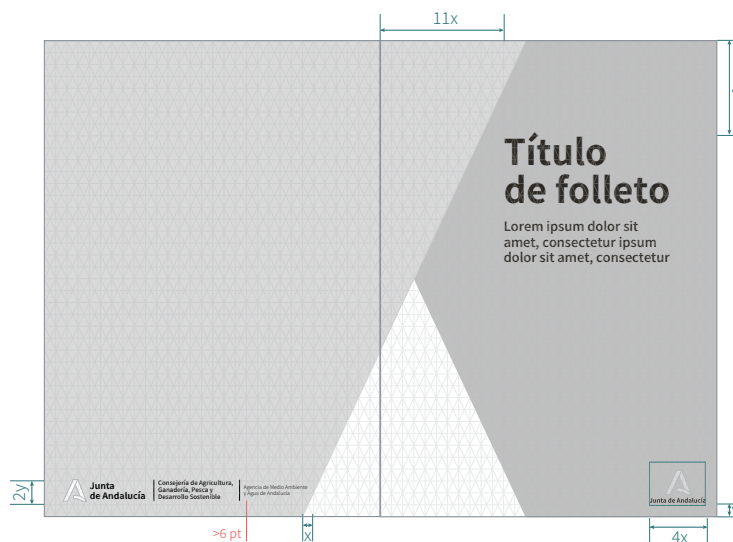 11x
Título
de folleto
Lorem ipsum dolor sit
amet, consectetur ipsum
dolor sit amet, consectetur
2y
Junta
de Andalucía
Consejería de Agricultura,
Ganadería, Pesca y
Desarrollo Sostenible
Agencia de Medio Ambiente
y Agua de Andalucía
Junta de Andalucía
>6 pt
x
4x